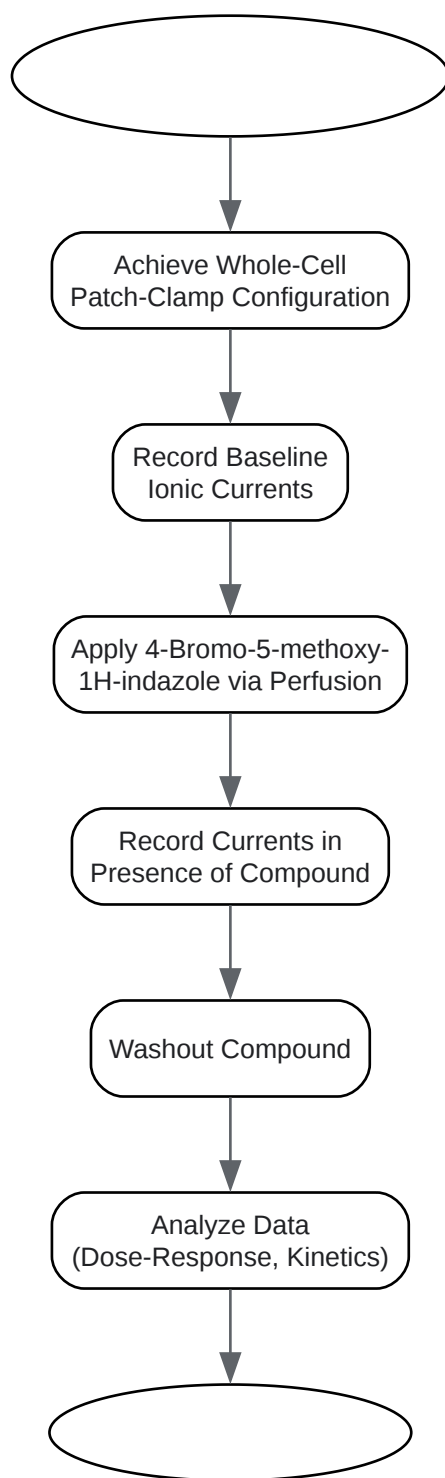 Achieve Whole-Cell
Patch-Clamp Configuration
Record Baseline
Ionic Currents
Apply 4-Bromo-5-methoxy-
1H-indazole via Perfusion
Record Currents in
Presence of Compound
Washout Compound
Analyze Data
(Dose-Response, Kinetics)